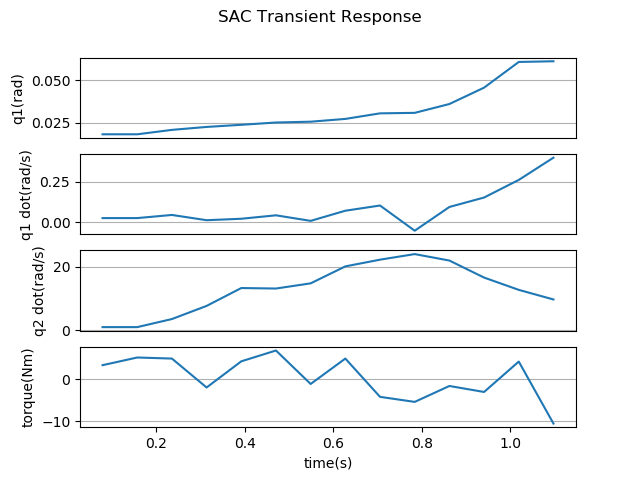 SAC Transient Response
q1(rad)
0.050
0.025
q1 dot(rad/s)
0.25
0.00
q2 dot(rad/s)
20
0
torque(Nm)
0
−10
0.2 0.4 0.6 0.8 1.0
time(s)